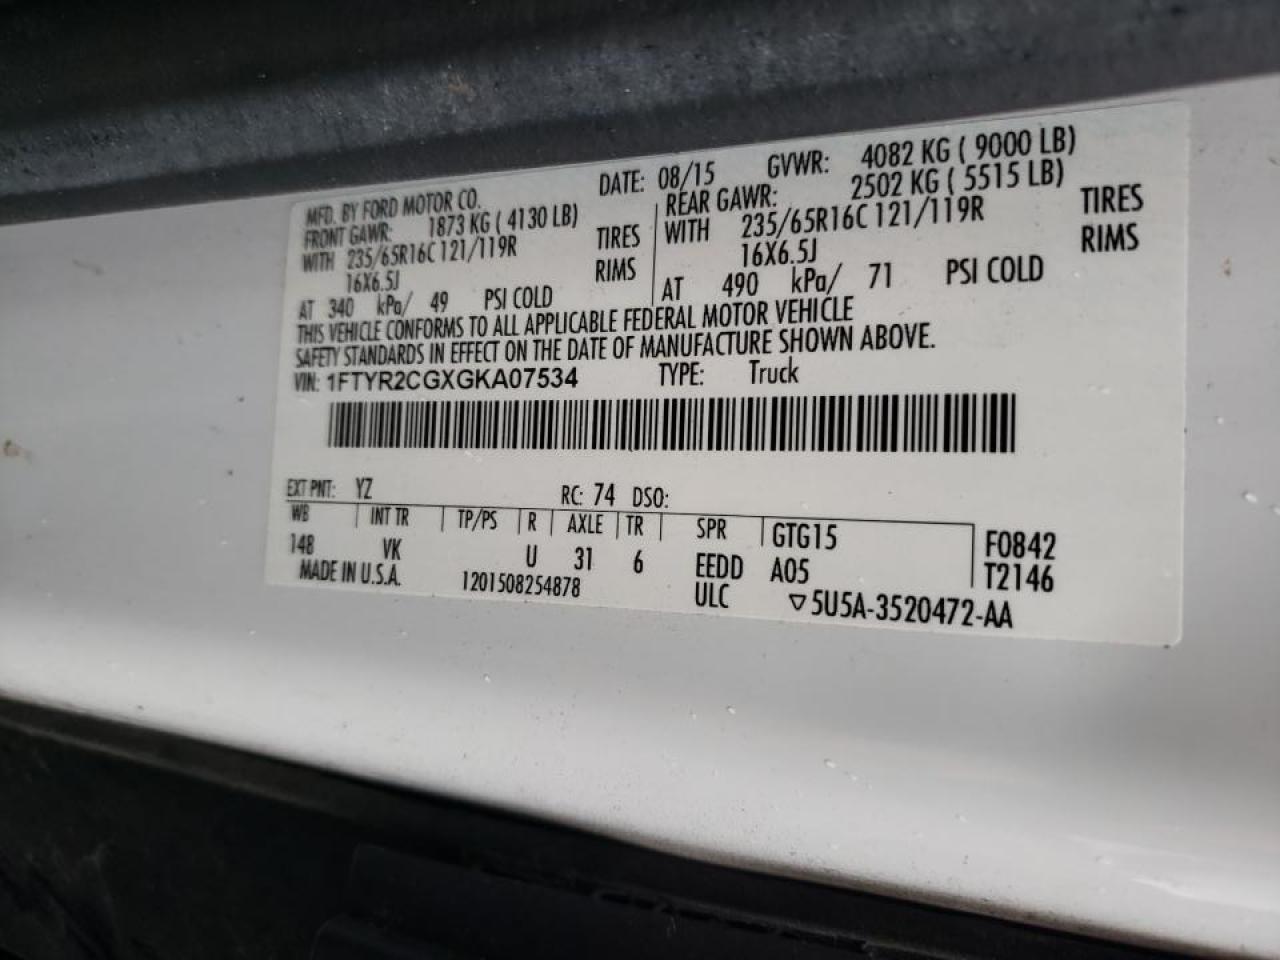 MFD. BY FORD MOTOR CO. DATE: 08/15 GVWR: 4082 KG ( 9000 LB)
FRONT GAWR: 1873 KG ( 4130 LB) REAR GAWR: 2502 KG ( 5515 LB)
WITH 235/65R16C 121/119R TIRES WITH 235/65R16C 121/119R TIRES
16X6.5J RIMS 16X6.5J RIMS
AT 340 kPa/ 49 PSI COLD AT 490 kPa/ 71 PSI COLD
THIS VEHICLE CONFORMS TO ALL APPLICABLE FEDERAL MOTOR VEHICLE
SAFETY STANDARDS IN EFFECT ON THE DATE OF MANUFACTURE SHOWN ABOVE.
VIN: 1FTYR2CGXGKA07534 TYPE: Truck
EXT PNT: YZ RC: 74 DSO:
WB INT TR TP/PS R AXLE TR SPR GTG15 F0842
148 VK U 31 6 EEDD A05 T2146
MADE IN U.S.A. 1201508254878 ULC ▽5U5A-3520472-AA